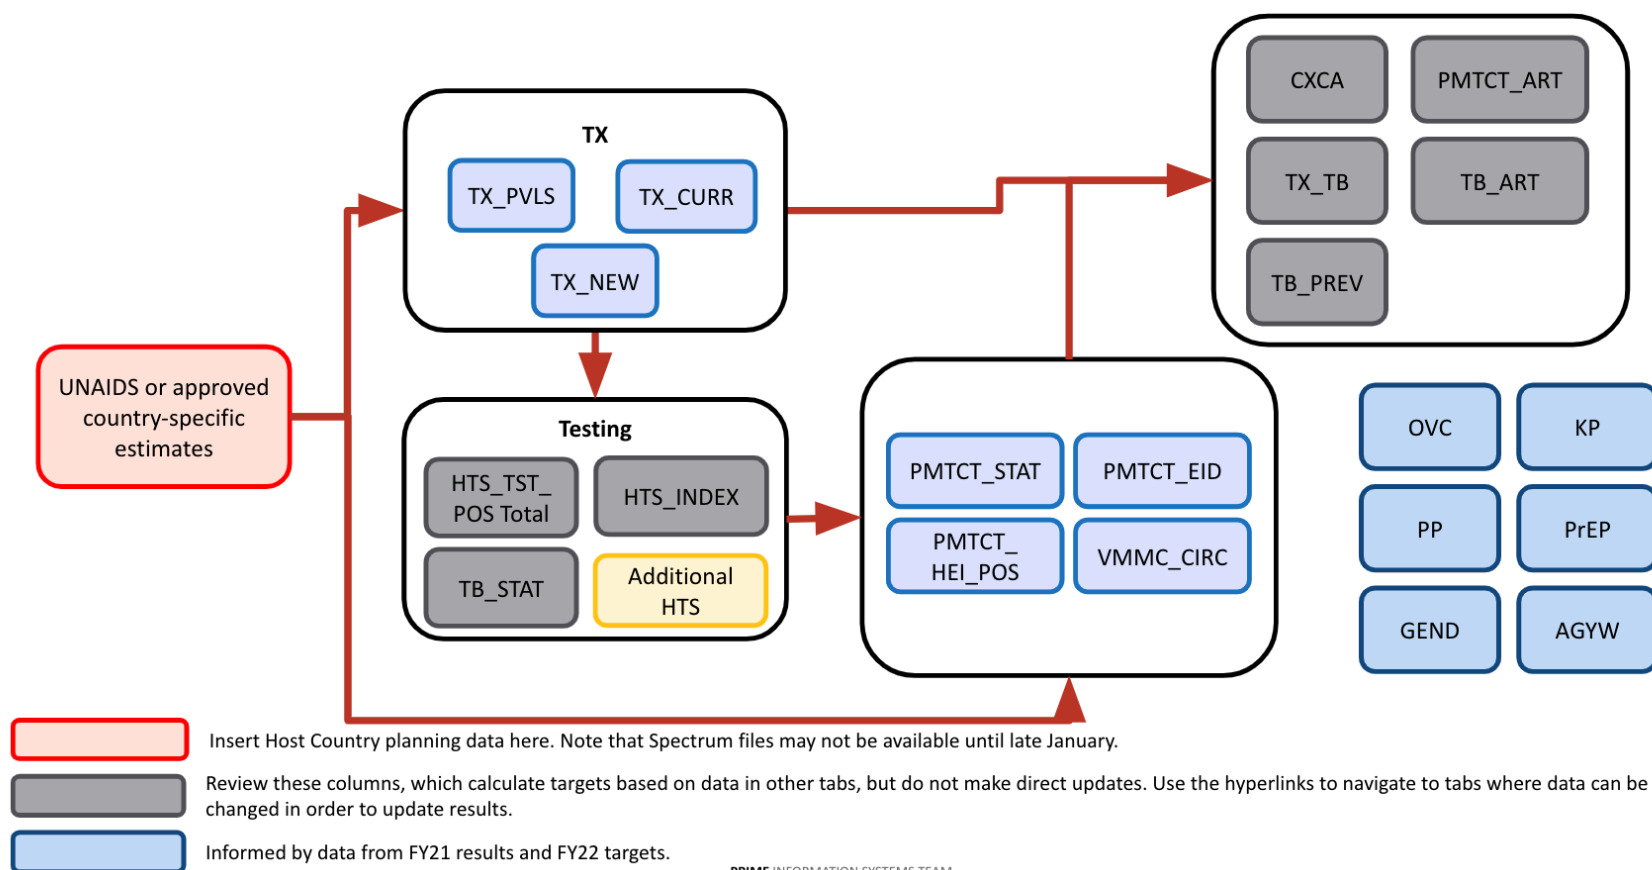 CXCA
PMTCT_ART
TX
TX_PVLS
TX_CURR
TX_TB
TB_ART
TX_NEW
TB_PREV
UNAIDS or approved
country-specific
estimates
Testing
HTS_TST_
POS Total
HTS_INDEX
TB_STAT
Additional
HTS
PMTCT_STAT
PMTCT_EID
PMTCT_
HEI_POS
VMMC_CIRC
OVC
KP
PP
PrEP
GEND
AGYW
Insert Host Country planning data here. Note that Spectrum files may not be available until late January.
Review these columns, which calculate targets based on data in other tabs, but do not make direct updates. Use the hyperlinks to navigate to tabs where data can be
changed in order to update results.
Informed by data from FY21 results and FY22 targets.
PRIME INFORMATION SYSTEMS TEAM